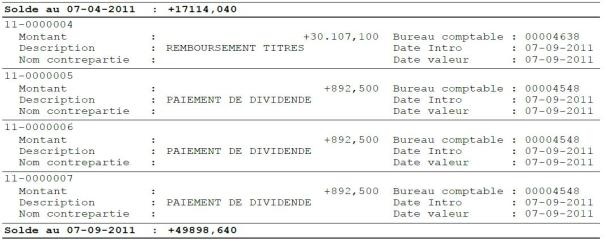 Solde au 07-04-2011 : +17114,040
11-0000004
Montant : +30.107,100 Bureau comptable : 00004638
Description : REMBOURSEMENT TITRES Date Intro : 07-09-2011
Nom contrepartie : Date valeur : 07-09-2011
11-0000005
Montant : +892,500 Bureau comptable : 00004548
Description : PAIEMENT DE DIVIDENDE Date Intro : 07-09-2011
Nom contrepartie : Date valeur : 07-09-2011
11-0000006
Montant : +892,500 Bureau comptable : 00004548
Description : PAIEMENT DE DIVIDENDE Date Intro : 07-09-2011
Nom contrepartie : Date valeur : 07-09-2011
11-0000007
Montant : +892,500 Bureau comptable : 00004548
Description : PAIEMENT DE DIVIDENDE Date Intro : 07-09-2011
Nom contrepartie : Date valeur : 07-09-2011
Solde au 07-09-2011 : +49898,640